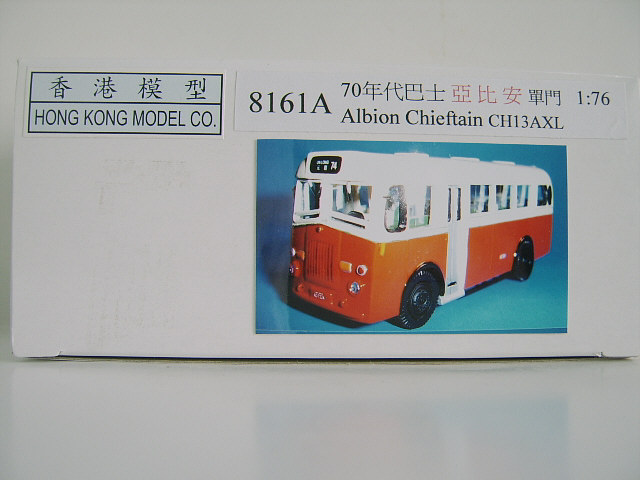 香港模型
HONG KONG MODEL CO.
8161A
70年代巴士 亞比安 單門 1:76
Albion Chieftain CH13AXL
74